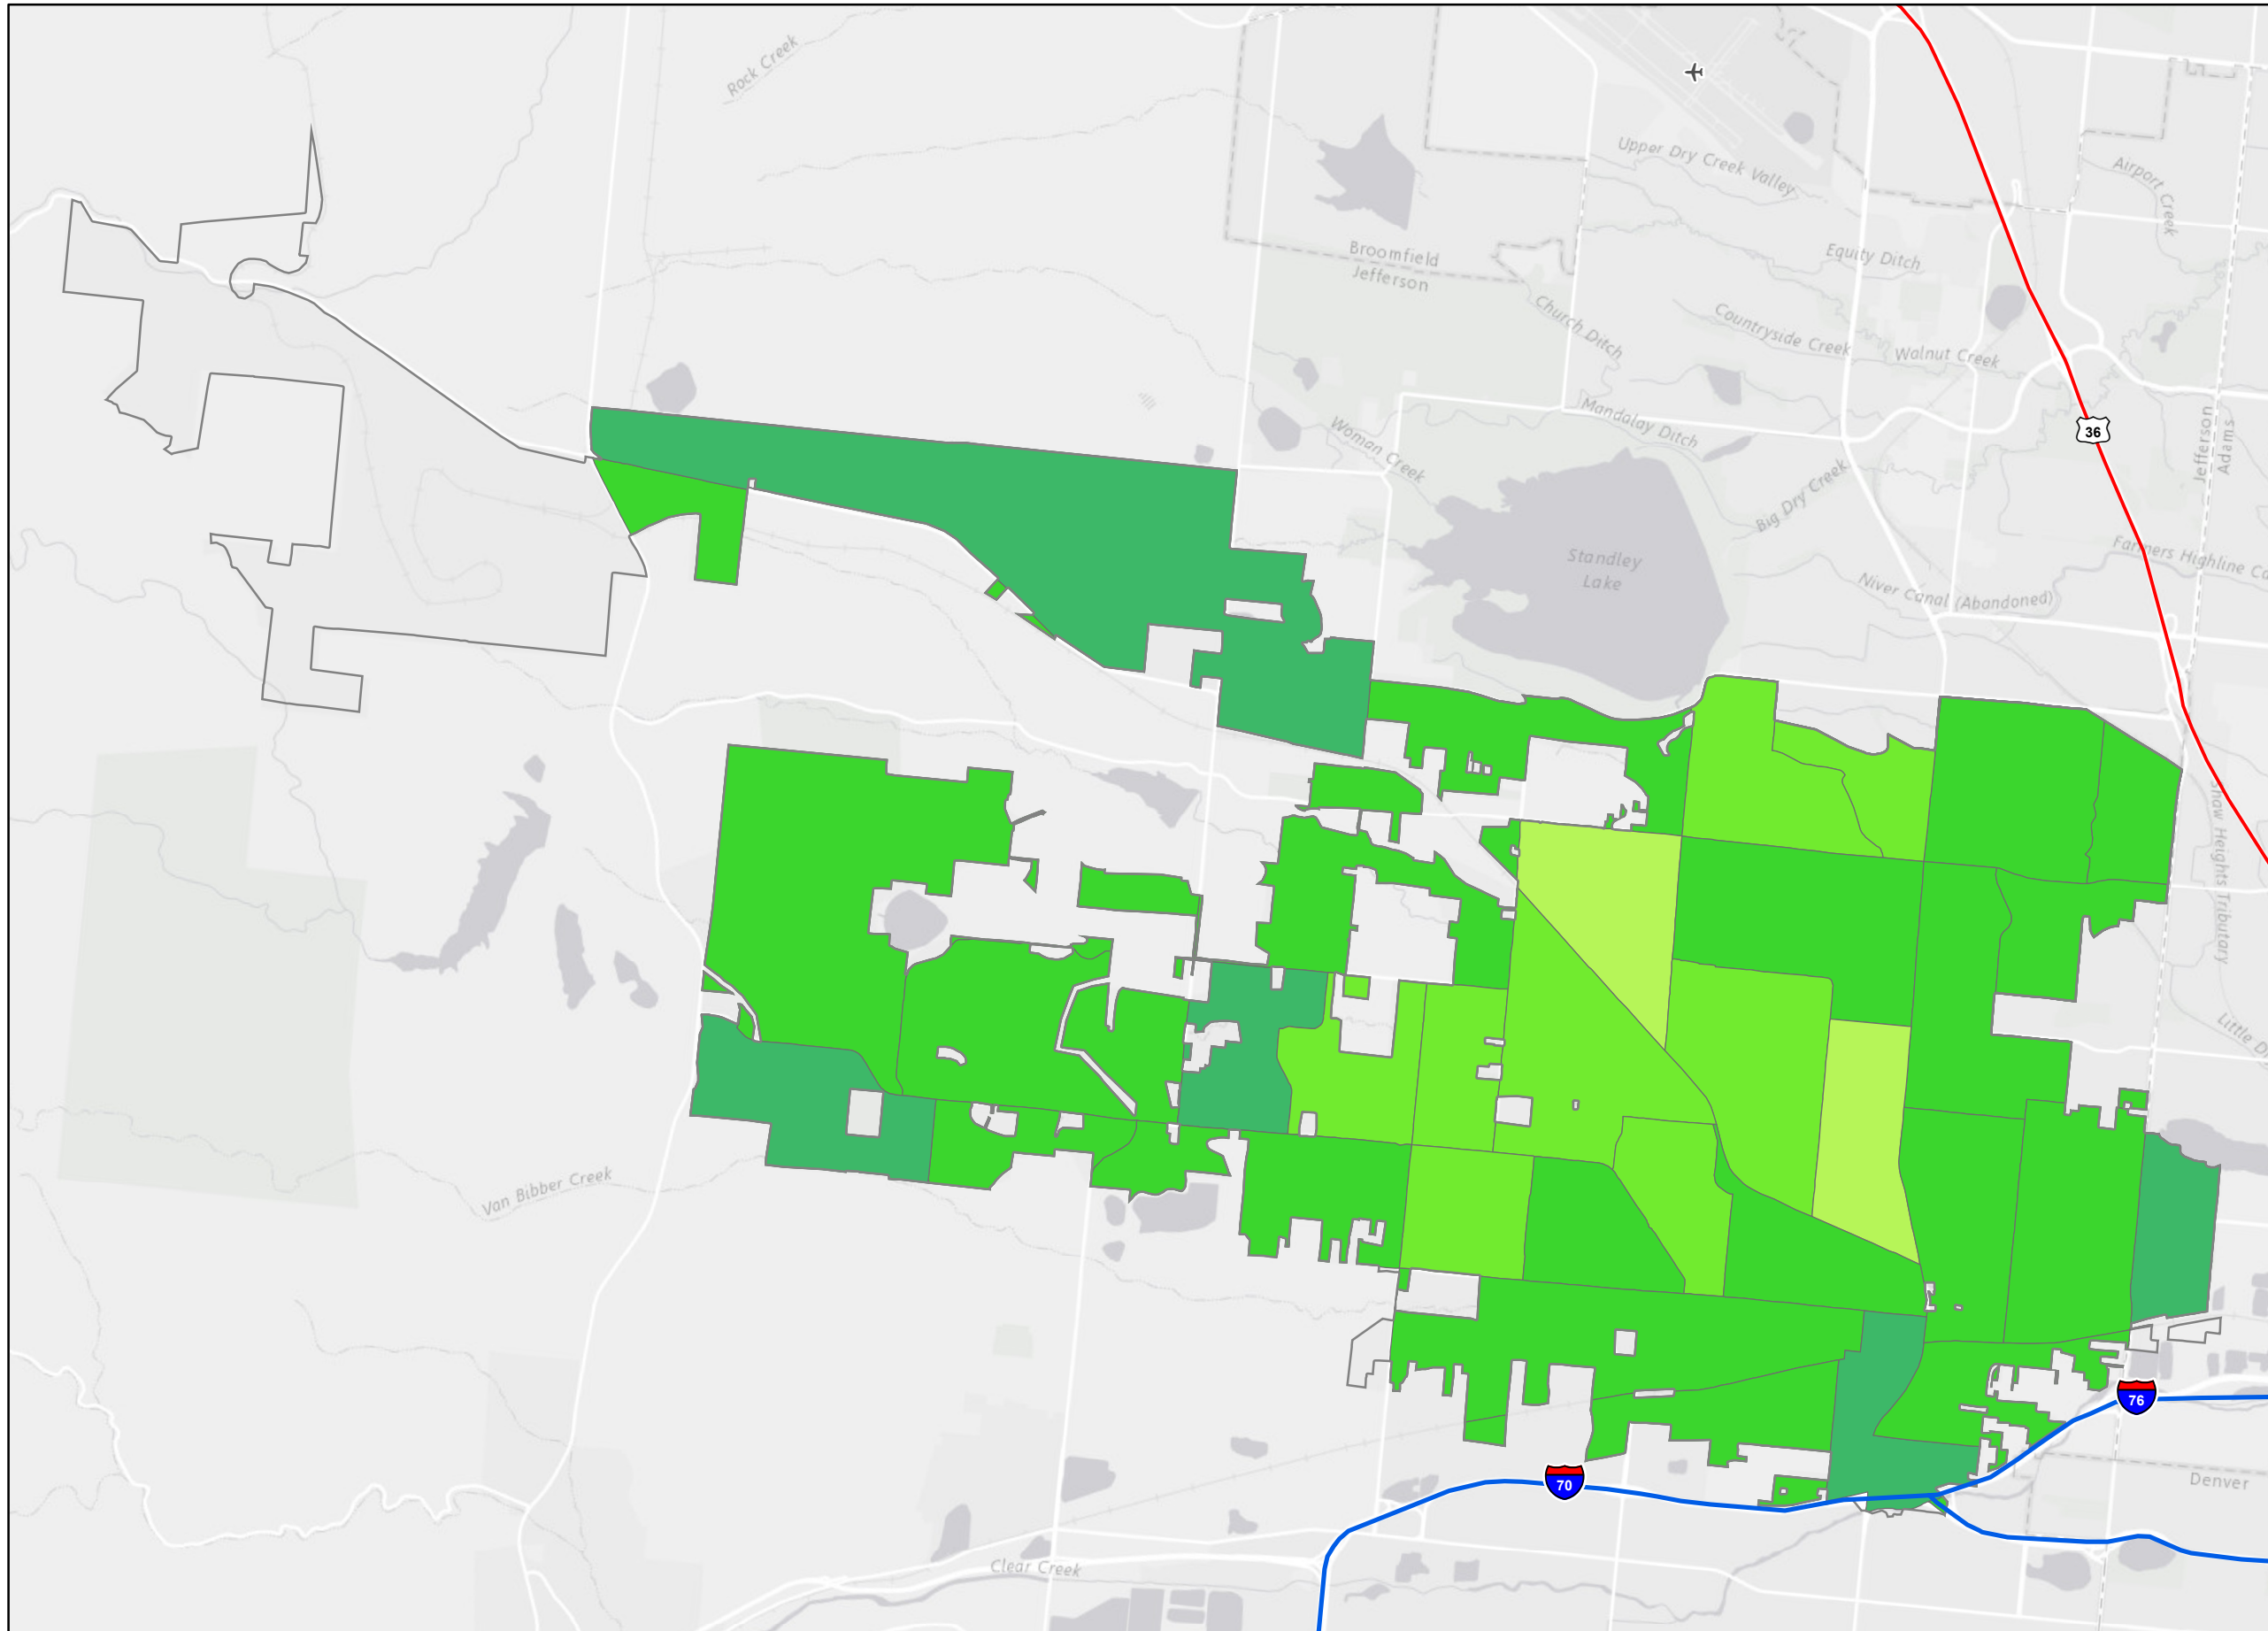 Rock Creek
Upper Dry Creek Valley
Airport
Creek
Broomfield
Jefferson
Equity Ditch
Church Ditch
Countryside Creek
Walnut Creek
Mandalay Ditch
Woman Creek
36
Jefferson
Adams
Big Dry Creek
Standley
Lake
Farmers Highline Ca
Niver Canal (Abandoned)
Shaw Heights Tributary
Little D
Van Bibber Creek
76
70
Denver
Clear Creek